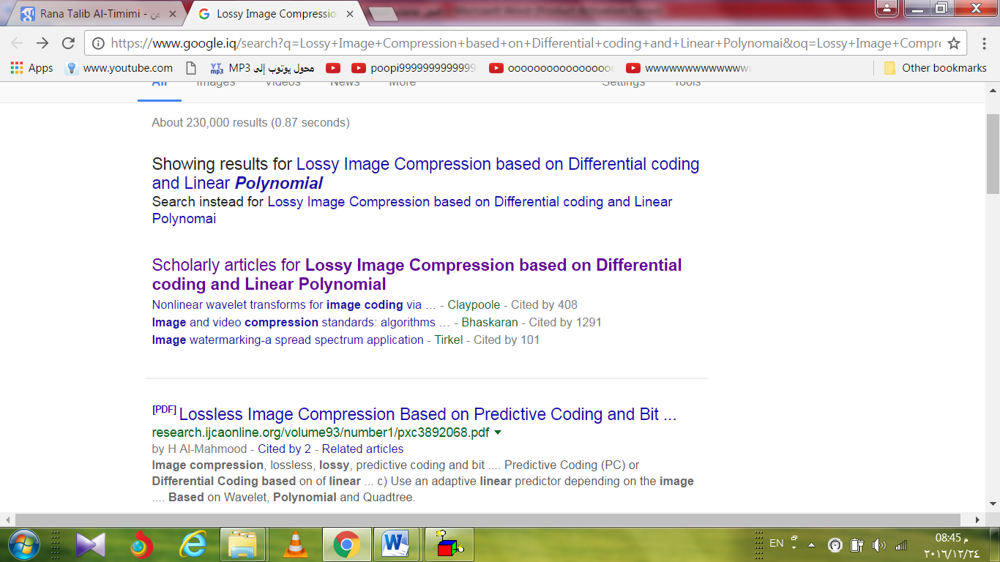 Rana Talib Al-Timimi - من
Lossy Image Compressio
https://www.google.iq/search?q=Lossy+Image+Compression+based+on+Differential+coding+and+Linear+Polynomai&oq=Lossy+Image+Compre
Apps www.youtube.com محول يوتوب إلى MP3 poopi9999999999999 oooooooooooooooo wwwwwwwwwwwwww Other bookmarks
All Images Videos News More Settings Tools
About 230,000 results (0.87 seconds)
Showing results for Lossy Image Compression based on Differential coding
and Linear Polynomial
Search instead for Lossy Image Compression based on Differential coding and Linear
Polynomai
Scholarly articles for Lossy Image Compression based on Differential
coding and Linear Polynomial
Nonlinear wavelet transforms for image coding via ... - Claypoole - Cited by 408
Image and video compression standards: algorithms ... - Bhaskaran - Cited by 1291
Image watermarking-a spread spectrum application - Tirkel - Cited by 101
[PDF] Lossless Image Compression Based on Predictive Coding and Bit ...
research.ijcaonline.org/volume93/number1/pxc3892068.pdf
by H Al-Mahmood - Cited by 2 - Related articles
Image compression, lossless, lossy, predictive coding and bit .... Predictive Coding (PC) or
Differential Coding based on of linear ... c) Use an adaptive linear predictor depending on the image
.... Based on Wavelet, Polynomial and Quadtree.
EN
08:45 م
٢٠١٦/١٢/٢٤